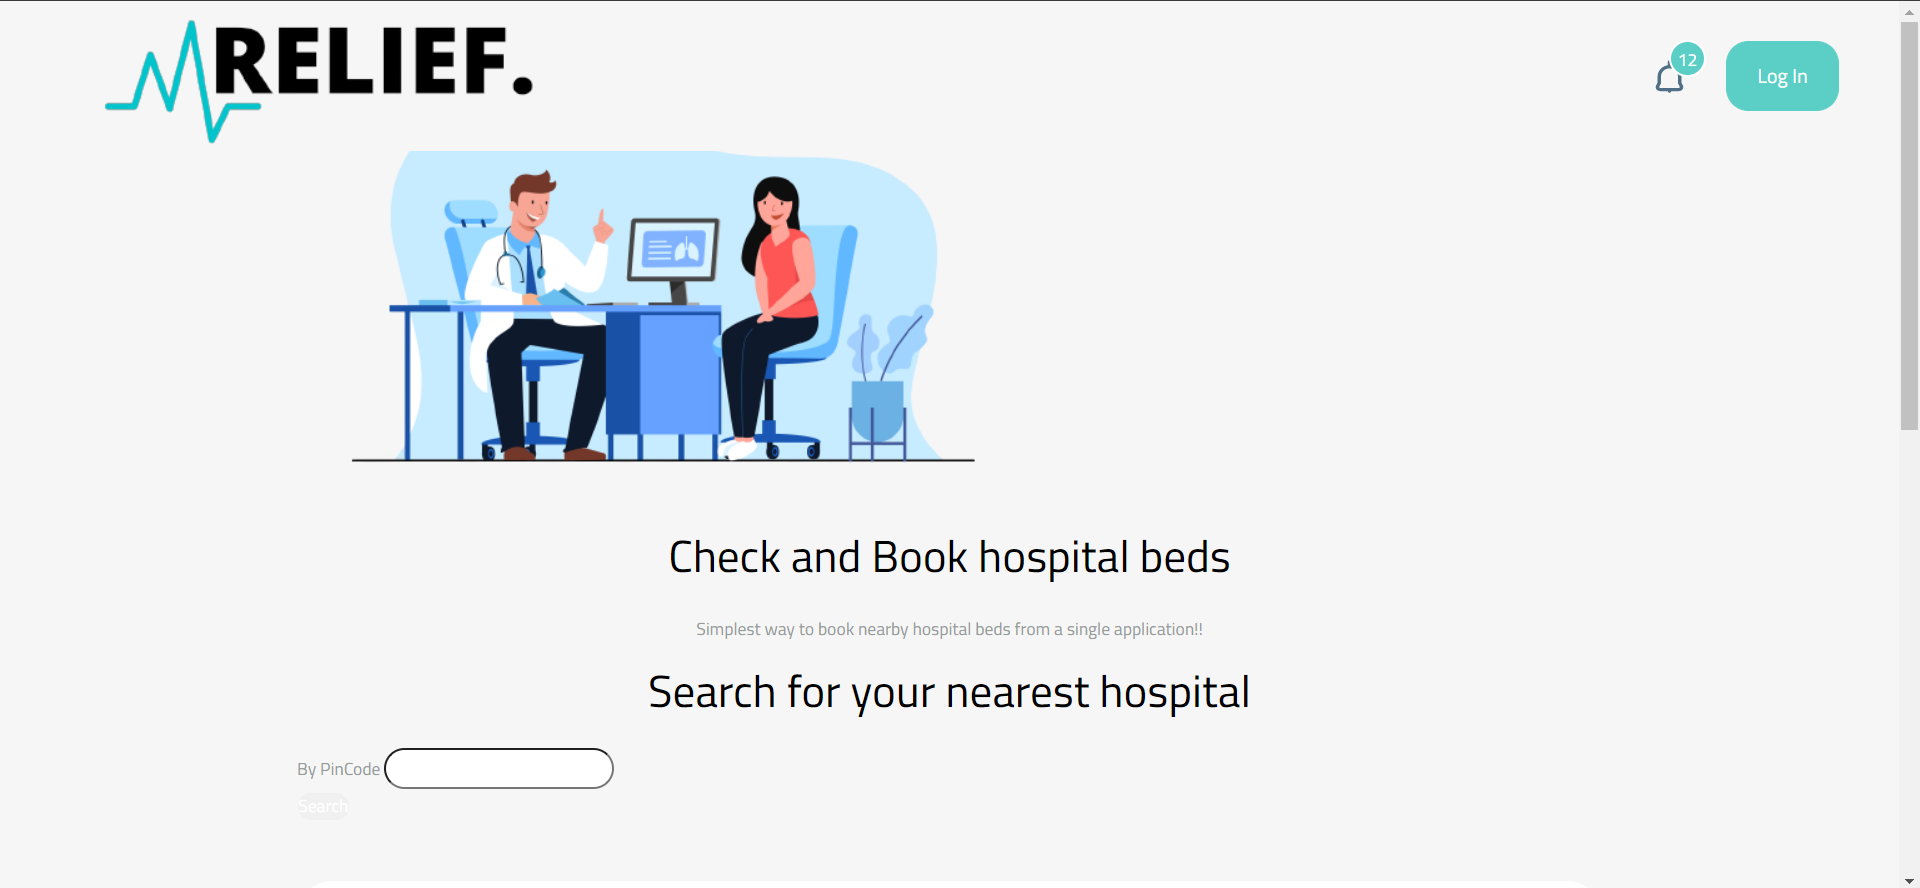 RELIEF.
12
Log In
Check and Book hospital beds
Simplest way to book nearby hospital beds from a single application!!
Search for your nearest hospital
By PinCode
Search